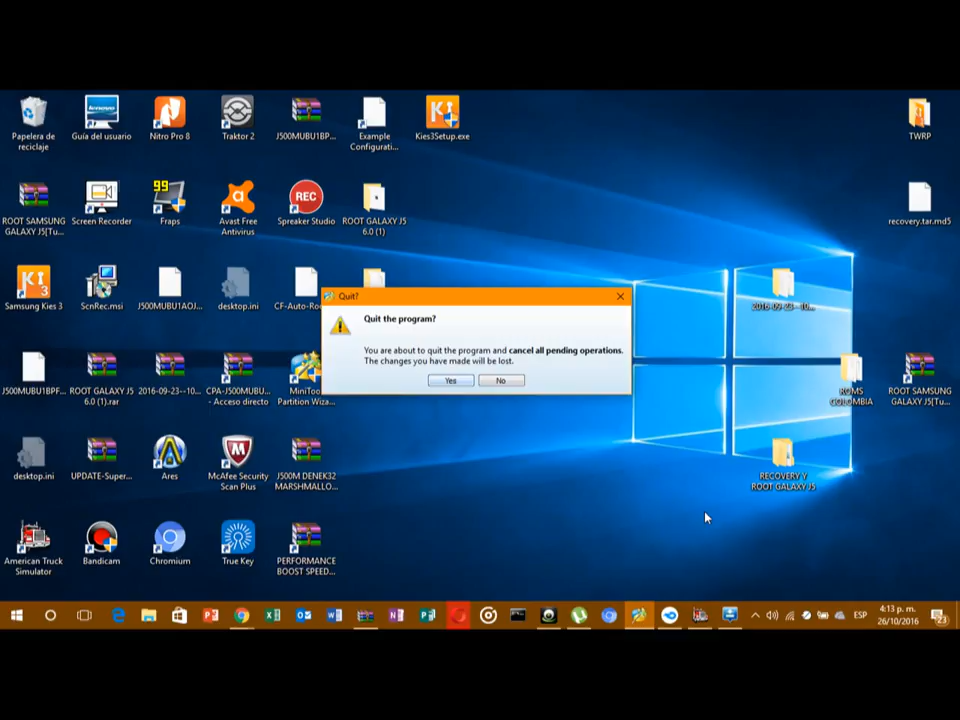 Papelera de
reciclaje
Guía del usuario
Nitro Pro 8
Traktor 2
J500MUBU1BP...
Example
Configurati...
Kies3Setup.exe
TWRP
ROOT SAMSUNG
GALAXY J5[Tu...
Screen Recorder
99
Fraps
Avast Free
Antivirus
REC
Spreaker Studio
ROOT GALAXY J5
6.0 (1)
recovery.tar.md5
Samsung Kies 3
ScnRec.msi
J500MUBU1AOJ...
desktop.ini
CF-Auto-Roo
2016-09-23--10...
Quit?
Quit the program?
You are about to quit the program and cancel all pending operations.
The changes you have made will be lost.
Yes
No
J500MUBU1BPF...
ROOT GALAXY J5
6.0 (1).rar
2016-09-23--10...
CPA-J500MUBU...
- Acceso directo
MiniTool
Partition Wiza...
ROMS
COLOMBIA
ROOT SAMSUNG
GALAXY J5[Tu...
desktop.ini
UPDATE-Super...
Ares
McAfee Security
Scan Plus
J500M DENEK32
MARSHMALLO...
RECOVERY Y
ROOT GALAXY J5
American Truck
Simulator
Bandicam
Chromium
True Key
PERFORMANCE
BOOST SPEED...
ESP
4:13 p. m.
26/10/2016
23